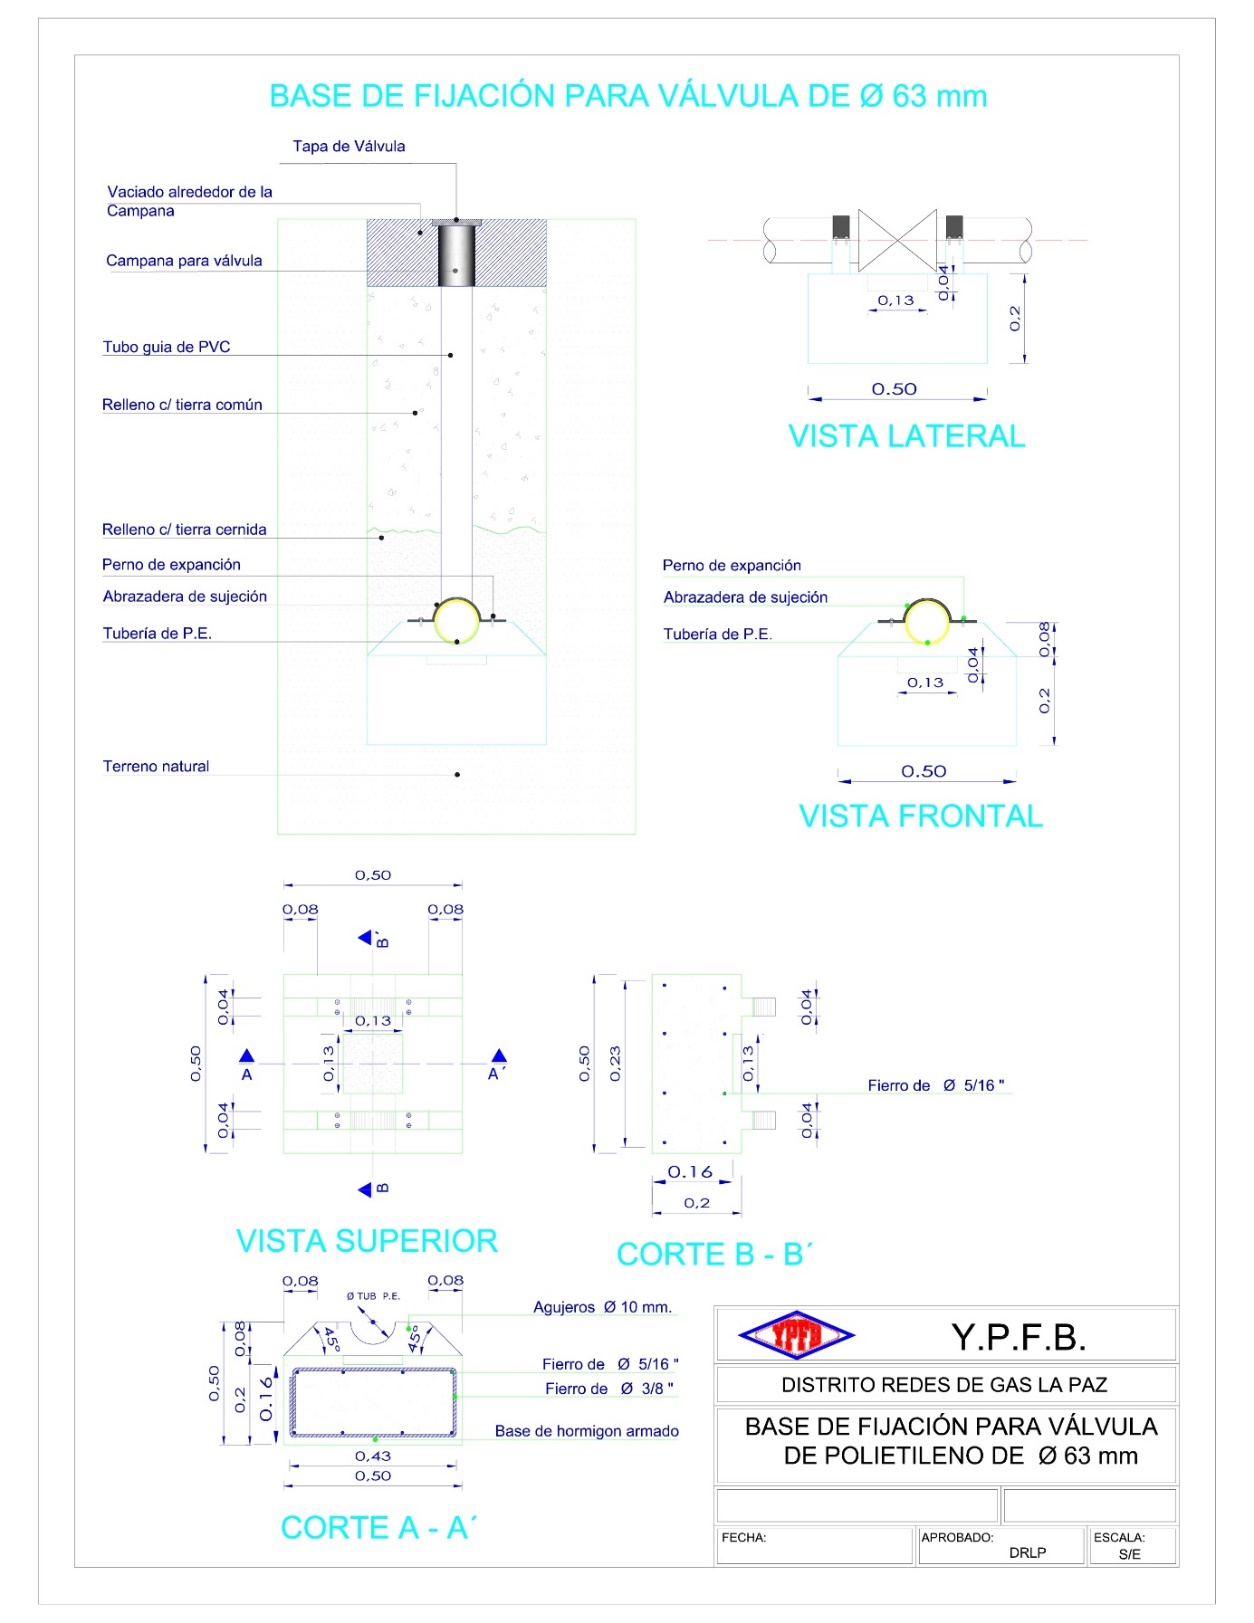 BASE DE FIJACIÓN PARA VÁLVULA DE Ø 63 mm
Tapa de Válvula
Vaciado alrededor de la
Campana
Campana para válvula
Tubo guia de PVC
Relleno c/ tierra común
Relleno c/ tierra cernida
Perno de expanción
Abrazadera de sujeción
Tubería de P.E.
Terreno natural
0,13
0,04
0,2
0.50
VISTA LATERAL
Perno de expanción
Abrazadera de sujeción
Tubería de P.E.
0,08
0,04
0,13
0,2
0.50
VISTA FRONTAL
0,50
0,08
0,08
B´
0,04
0,13
0,50
0,13
A
A´
0,04
B
VISTA SUPERIOR
0,04
0,50
0,23
0,13
Fierro de Ø 5/16 "
0,04
0.16
0,2
CORTE B - B´
0,08
0,08
Ø TUB P.E.
Agujeros Ø 10 mm.
0,08
45º
45º
0,50
0,2
0.16
Fierro de Ø 5/16 "
Fierro de Ø 3/8 "
Base de hormigon armado
0,43
0,50
CORTE A - A´
YPFB
Y.P.F.B.
DISTRITO REDES DE GAS LA PAZ
BASE DE FIJACIÓN PARA VÁLVULA
DE POLIETILENO DE Ø 63 mm
FECHA:
APROBADO:
DRLP
ESCALA:
S/E